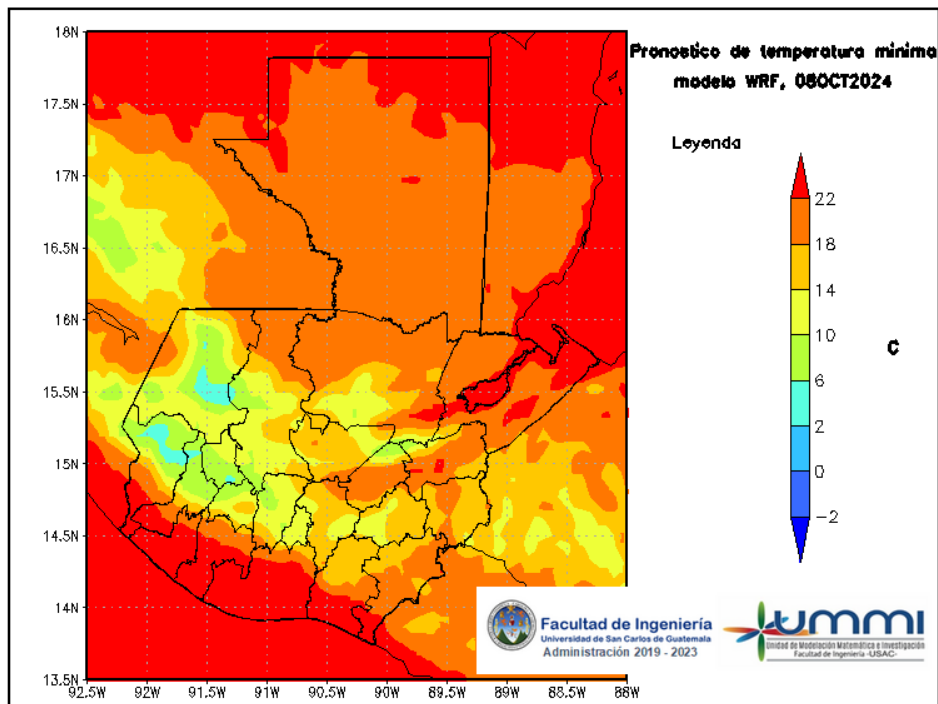 Pronostico de temperatura minima
modelo WRF, 08OCT2024
Leyenda
22
18
14
10
6
2
0
-2
C
18N
17.5N
17N
16.5N
16N
15.5N
15N
14.5N
14N
13.5N
92.5W 92W 91.5W 91W 90.5W 90W 89.5W 89W 88.5W 88W
Facultad de Ingeniería
Universidad de San Carlos de Guatemala
Administración 2019 - 2023
UMMI
Unidad de Modelación Matemática e Investigación
Facultad de Ingeniería -USAC-